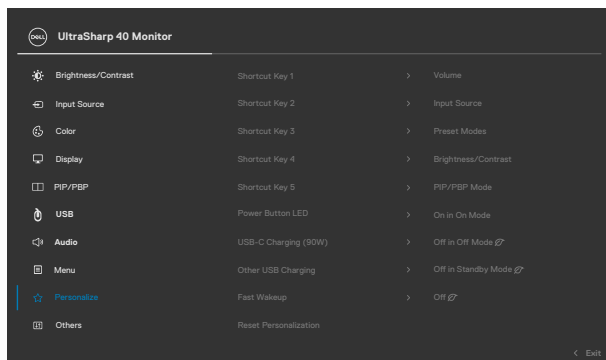 DELL UltraSharp 40 Monitor
Brightness/Contrast Shortcut Key 1 > Volume
Input Source Shortcut Key 2 > Input Source
Color Shortcut Key 3 > Preset Modes
Display Shortcut Key 4 > Brightness/Contrast
PIP/PBP Shortcut Key 5 > PIP/PBP Mode
USB Power Button LED > On in On Mode
Audio USB-C Charging (90W) > Off in Off Mode
Menu Other USB Charging > Off in Standby Mode
Personalize Fast Wakeup > Off
Others Reset Personalization
< Exit